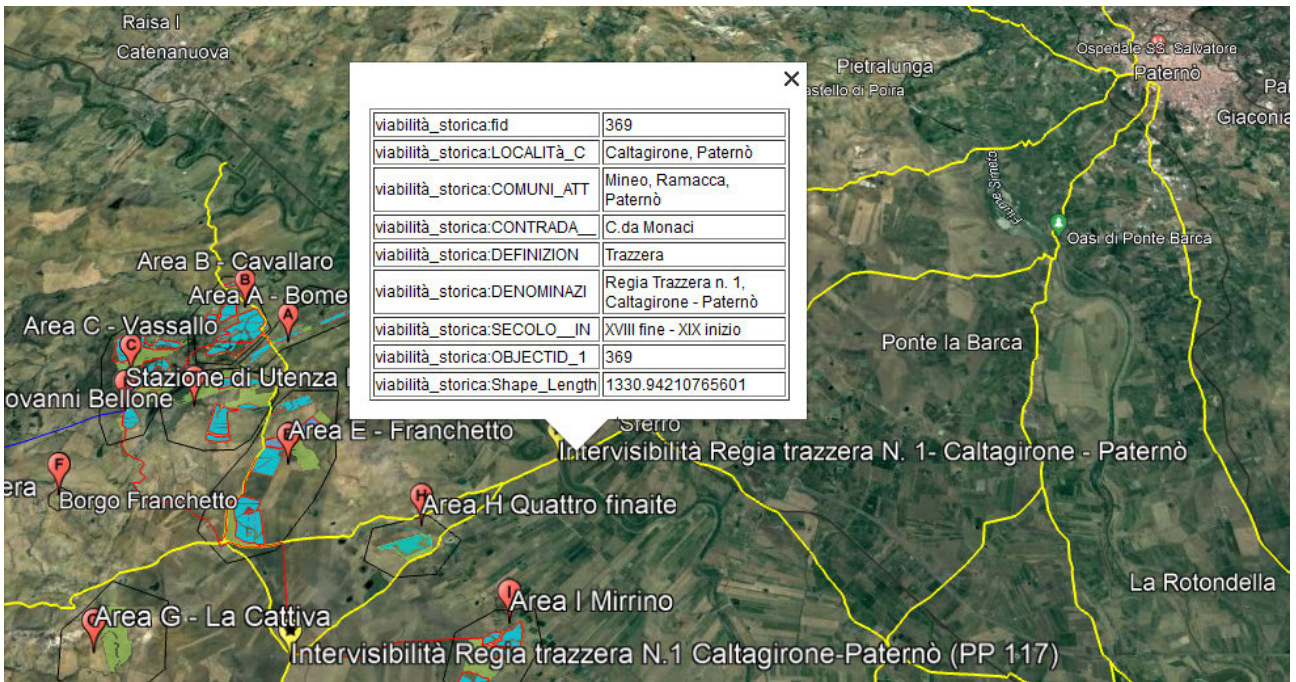 Raisa I
Catenanuova
Ospedale SS. Salvatore
Paternò
Pietralunga
astello di Poira
Pal
Giaconia
viabilità_storica:fid 369
viabilità_storica:LOCALITà_C Caltagirone, Paternò
viabilità_storica:COMUNI_ATT Mineo, Ramacca,
Paternò
viabilità_storica:CONTRADA__ C.da Monaci
viabilità_storica:DEFINIZION Trazzera
viabilità_storica:DENOMINAZI Regia Trazzera n. 1,
Caltagirone - Paternò
viabilità_storica:SECOLO__IN XVIII fine - XIX inizio
viabilità_storica:OBJECTID_1 369
viabilità_storica:Shape_Length 1330.94210765601
Fiume Simeto
Oasi di Ponte Barca
Area B - Cavallaro
B
Area A - Bome
A
Area C - Vassallo
C
Ponte la Barca
Stazione di Utenza
ovanni Bellone
Sferro
Area E - Franchetto
Intervisibilità Regia trazzera N. 1- Caltagirone - Paternò
F
era
Borgo Franchetto
H
Area H Quattro finaite
La Rotondella
I
Area I Mirrino
G
Area G - La Cattiva
Intervisibilità Regia trazzera N.1 Caltagirone-Paternò (PP 117)